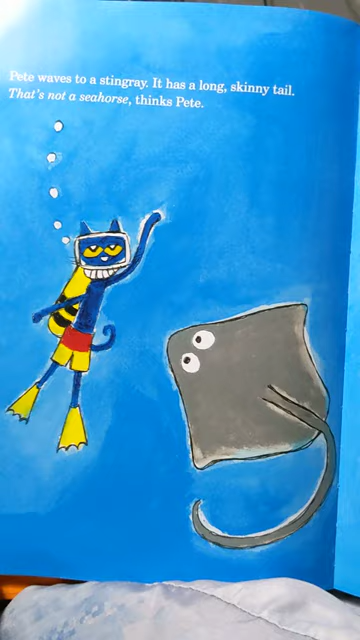 Pete waves to a stingray. It has a long, skinny tail.
That's not a seahorse, thinks Pete.